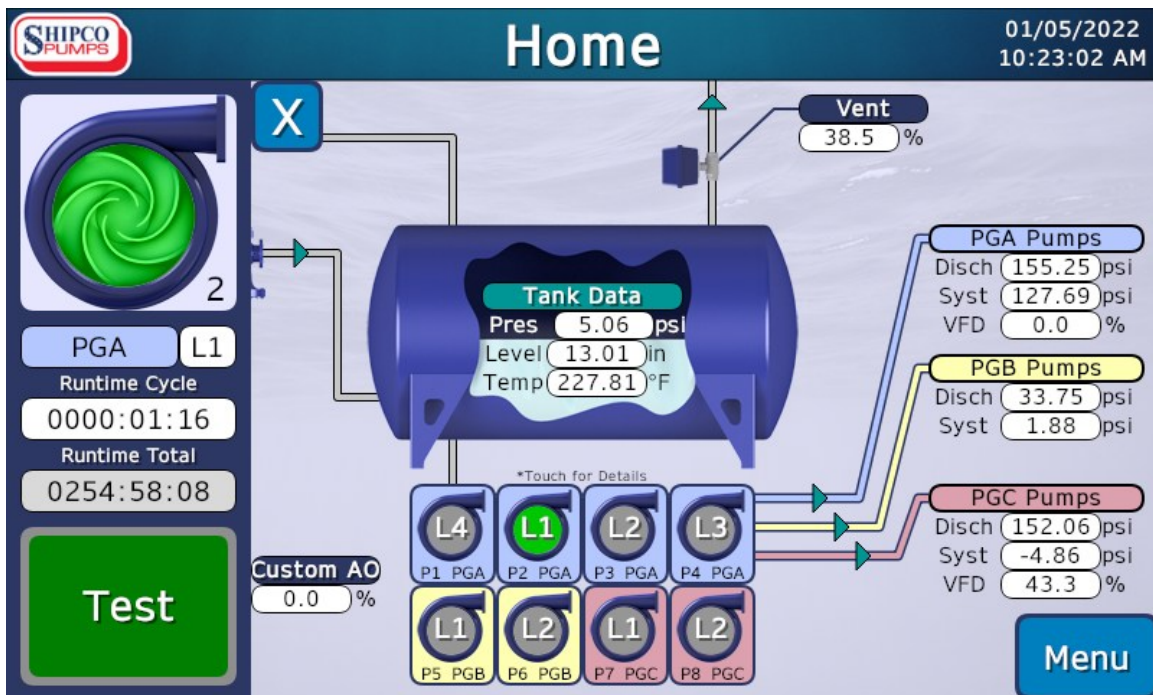 SHIPCO
PUMPS
Home
01/05/2022
10:23:02 AM
2
PGA L1
Runtime Cycle
0000:01:16
Runtime Total
0254:58:08
Test
X
Vent
38.5 %
Tank Data
Pres 5.06 psi
Level 13.01 in
Temp 227.81 °F
PGA Pumps
Disch 155.25 psi
Syst 127.69 psi
VFD 0.0 %
PGB Pumps
Disch 33.75 psi
Syst 1.88 psi
PGC Pumps
Disch 152.06 psi
Syst -4.86 psi
VFD 43.3 %
*Touch for Details
L4 L1 L2 L3
P1 PGA P2 PGA P3 PGA P4 PGA
Custom AO
0.0 %
L1 L2 L1 L2
P5 PGB P6 PGB P7 PGC P8 PGC
Menu